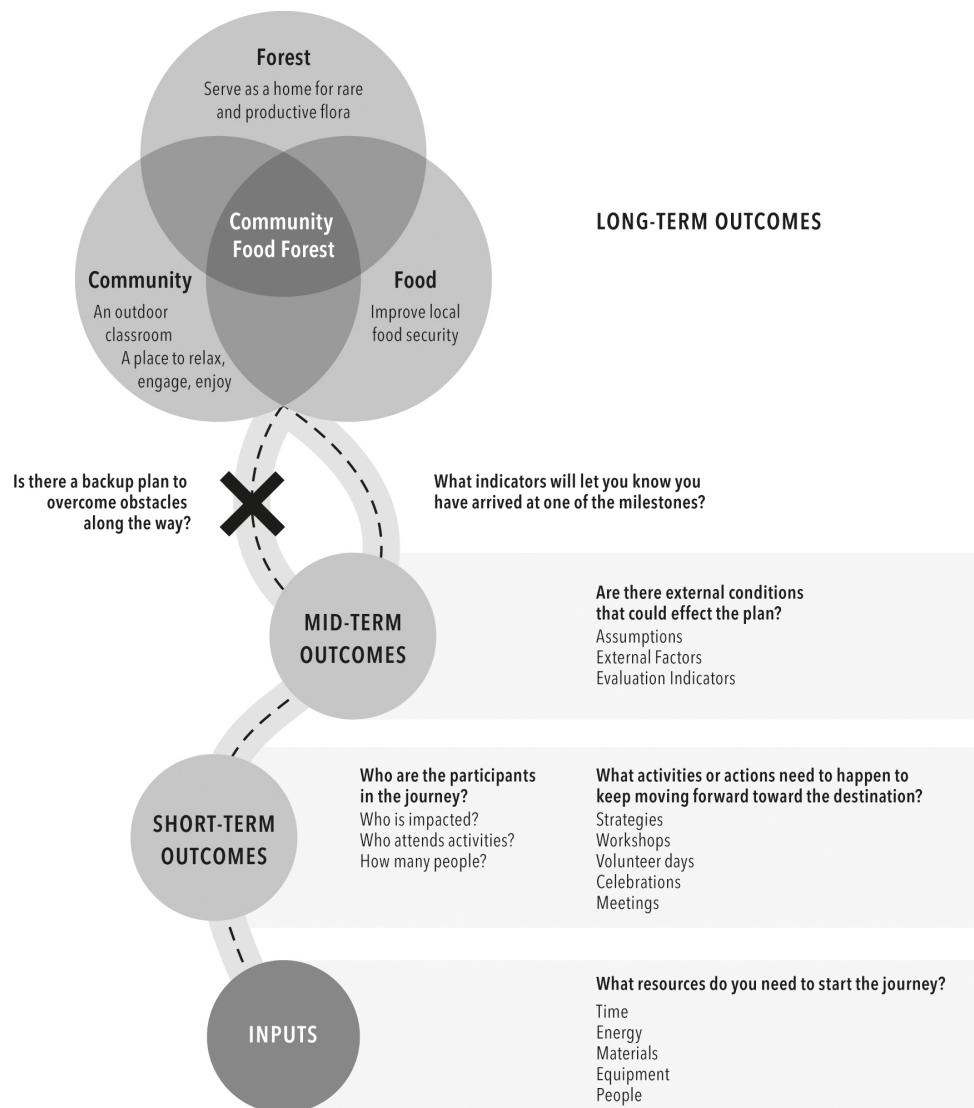 Forest
Serve as a home for rare
and productive flora
Community
Food Forest
LONG-TERM OUTCOMES
Community
An outdoor
classroom
A place to relax,
engage, enjoy
Food
Improve local
food security
Is there a backup plan to
overcome obstacles
along the way?
What indicators will let you know you
have arrived at one of the milestones?
MID-TERM
OUTCOMES
Are there external conditions
that could effect the plan?
Assumptions
External Factors
Evaluation Indicators
SHORT-TERM
OUTCOMES
Who are the participants
in the journey?
Who is impacted?
Who attends activities?
How many people?
What activities or actions need to happen to
keep moving forward toward the destination?
Strategies
Workshops
Volunteer days
Celebrations
Meetings
INPUTS
What resources do you need to start the journey?
Time
Energy
Materials
Equipment
People